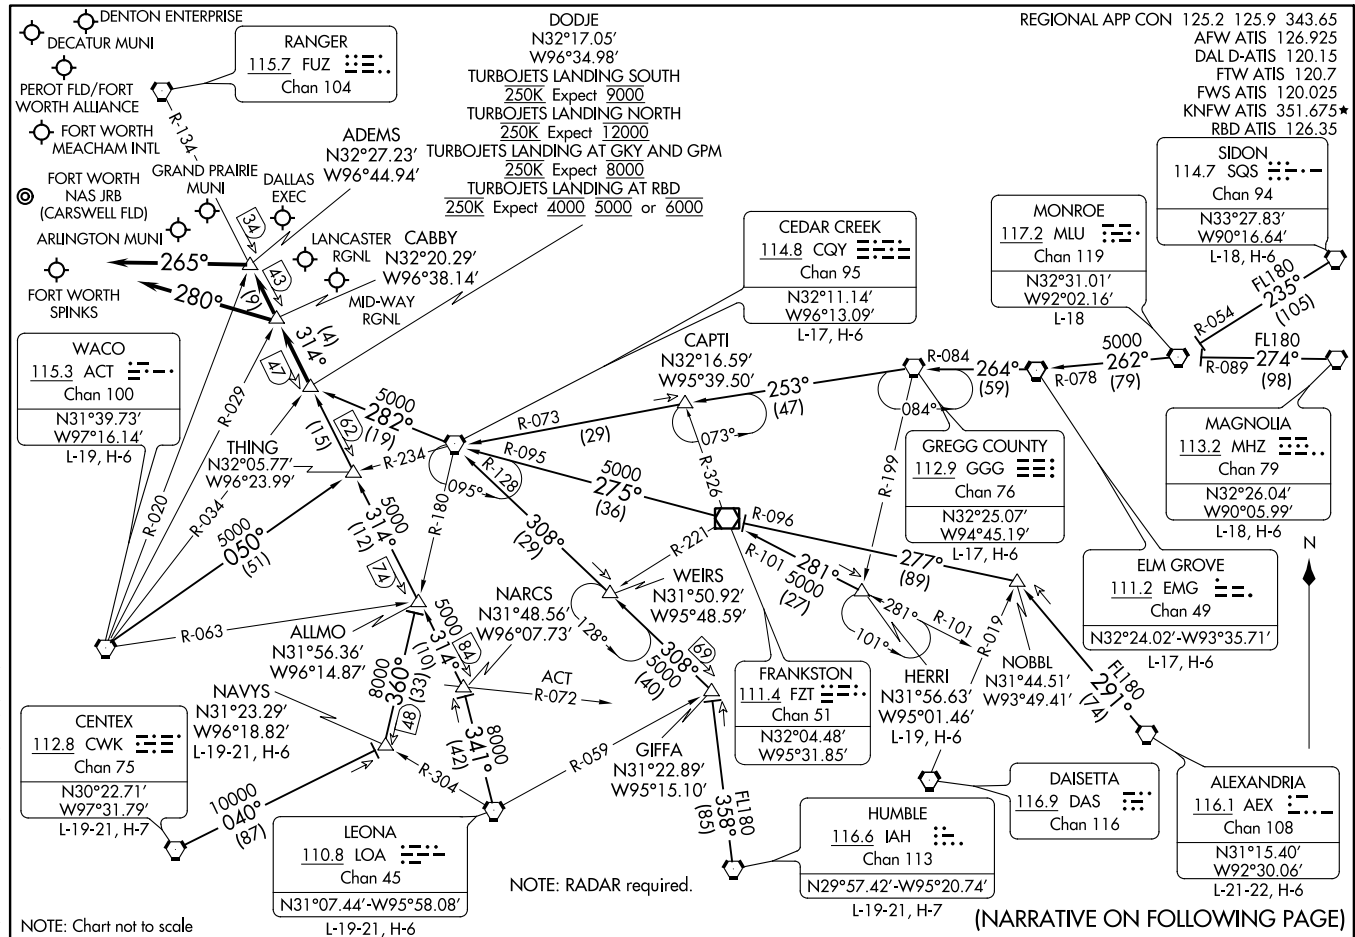 DENTON ENTERPRISE
DECATUR MUNI
PEROT FLD/FORT
WORTH ALLIANCE
FORT WORTH
MEACHAM INTL
FORT WORTH
NAS JRB
(CARSWELL FLD)
GRAND PRAIRIE
MUNI
DALLAS
EXEC
ARLINGTON MUNI
LANCASTER
RGNL
MID-WAY
RGNL
FORT WORTH
SPINKS
RANGER
115.7 FUZ
Chan 104
R-134
ADEMS
N32°27.23'
W96°44.94'
CABBY
N32°20.29'
W96°38.14'
DODJE
N32°17.05'
W96°34.98'
TURBOJETS LANDING SOUTH
250K Expect 9000
TURBOJETS LANDING NORTH
250K Expect 12000
TURBOJETS LANDING AT GKY AND GPM
250K Expect 8000
TURBOJETS LANDING AT RBD
250K Expect 4000 5000 or 6000
REGIONAL APP CON 125.2 125.9 343.65
AFW ATIS 126.925
DAL D-ATIS 120.15
FTW ATIS 120.7
FWS ATIS 120.025
KNFW ATIS 351.675★
RBD ATIS 126.35
SIDON
114.7 SQS
Chan 94
N33°27.83'
W90°16.64'
L-18, H-6
MONROE
117.2 MLU
Chan 119
N32°31.01'
W92°02.16'
L-18
CEDAR CREEK
114.8 CQY
Chan 95
N32°11.14'
W96°13.09'
L-17, H-6
CAPTI
N32°16.59'
W95°39.50'
34
265°
43
(9)
280°
(4)
314°
47
WACO
115.3 ACT
Chan 100
N31°39.73'
W97°16.14'
L-19, H-6
R-020
R-029
R-034
THING
N32°05.77'
W96°23.99'
5000
282°
(19)
62
(15)
R-234
095°
R-128
R-095
R-073
(29)
253°
(47)
073°
R-084
264°
(59)
084°
R-078
5000
262°
(79)
R-054
FL180
235°
(105)
R-089
FL180
274°
(98)
GREGG COUNTY
112.9 GGG
Chan 76
N32°25.07'
W94°45.19'
L-17, H-6
MAGNOLIA
113.2 MHZ
Chan 79
N32°26.04'
W90°05.99'
L-18, H-6
ELM GROVE
111.2 EMG
Chan 49
N32°24.02'-W93°35.71'
L-17, H-6
N
5000
275°
(36)
R-326
R-199
R-096
277°
(89)
R-101
5000
281°
(27)
R-221
5000
050°
(51)
5000
314°
(12)
R-180
74
308°
(29)
R-063
ALLMO
N31°56.36'
W96°14.87'
NARCS
N31°48.56'
W96°07.73'
WEIRS
N31°50.92'
W95°48.59'
128°
308°
5000
(40)
69
5000
314°
(10)
84
ACT
R-072
8000
360°
(33)
48
NAVYS
N31°23.29'
W96°18.82'
L-19-21, H-6
FRANKSTON
111.4 FZT
Chan 51
N32°04.48'
W95°31.85'
281°
101°
R-101
HERRI
N31°56.63'
W95°01.46'
L-19, H-6
R-019
NOBBL
N31°44.51'
W93°49.41'
FL180
291°
(74)
CENTEX
112.8 CWK
Chan 75
N30°22.71'
W97°31.79'
L-19-21, H-7
10000
040°
(87)
R-304
8000
341°
(42)
R-059
GIFFA
N31°22.89'
W95°15.10'
FL180
358°
(85)
LEONA
110.8 LOA
Chan 45
N31°07.44'-W95°58.08'
L-19-21, H-6
HUMBLE
116.6 IAH
Chan 113
N29°57.42'-W95°20.74'
L-19-21, H-7
DAISETTA
116.9 DAS
Chan 116
ALEXANDRIA
116.1 AEX
Chan 108
N31°15.40'
W92°30.06'
L-21-22, H-6
NOTE: RADAR required.
NOTE: Chart not to scale
(NARRATIVE ON FOLLOWING PAGE)